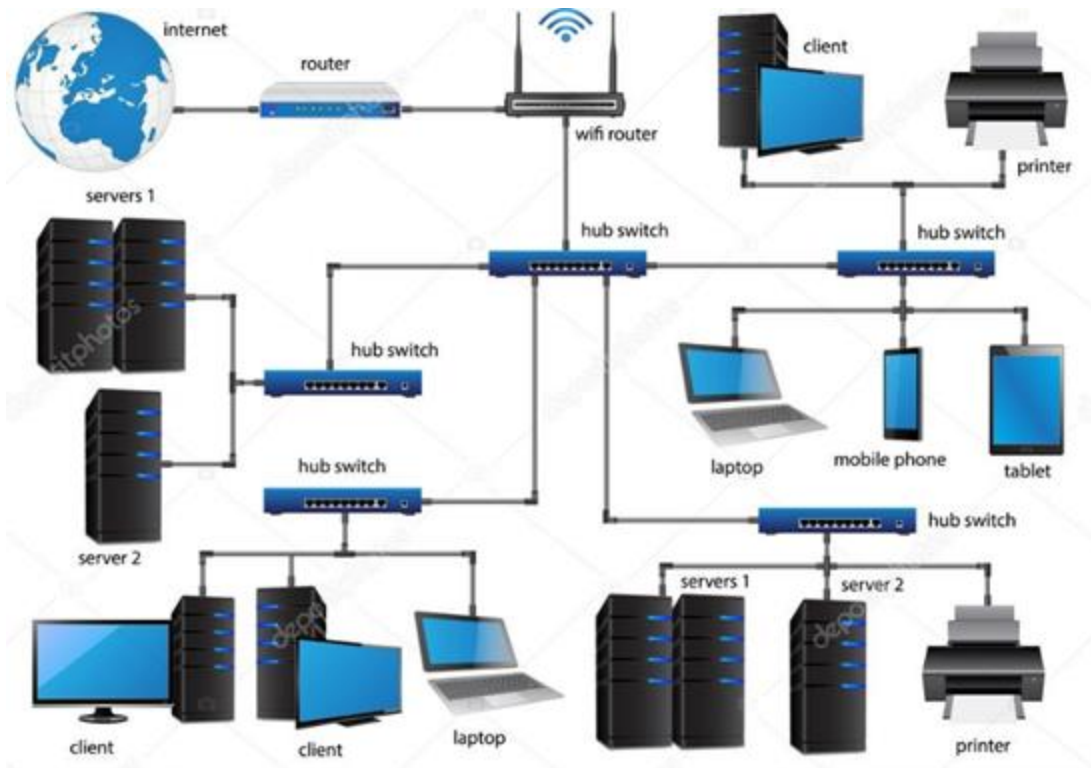 internet
router
wifi router
client
printer
servers 1
hub switch
hub switch
hub switch
laptop
mobile phone
tablet
hub switch
server 2
hub switch
servers 1
server 2
client
client
laptop
printer
depositphotos